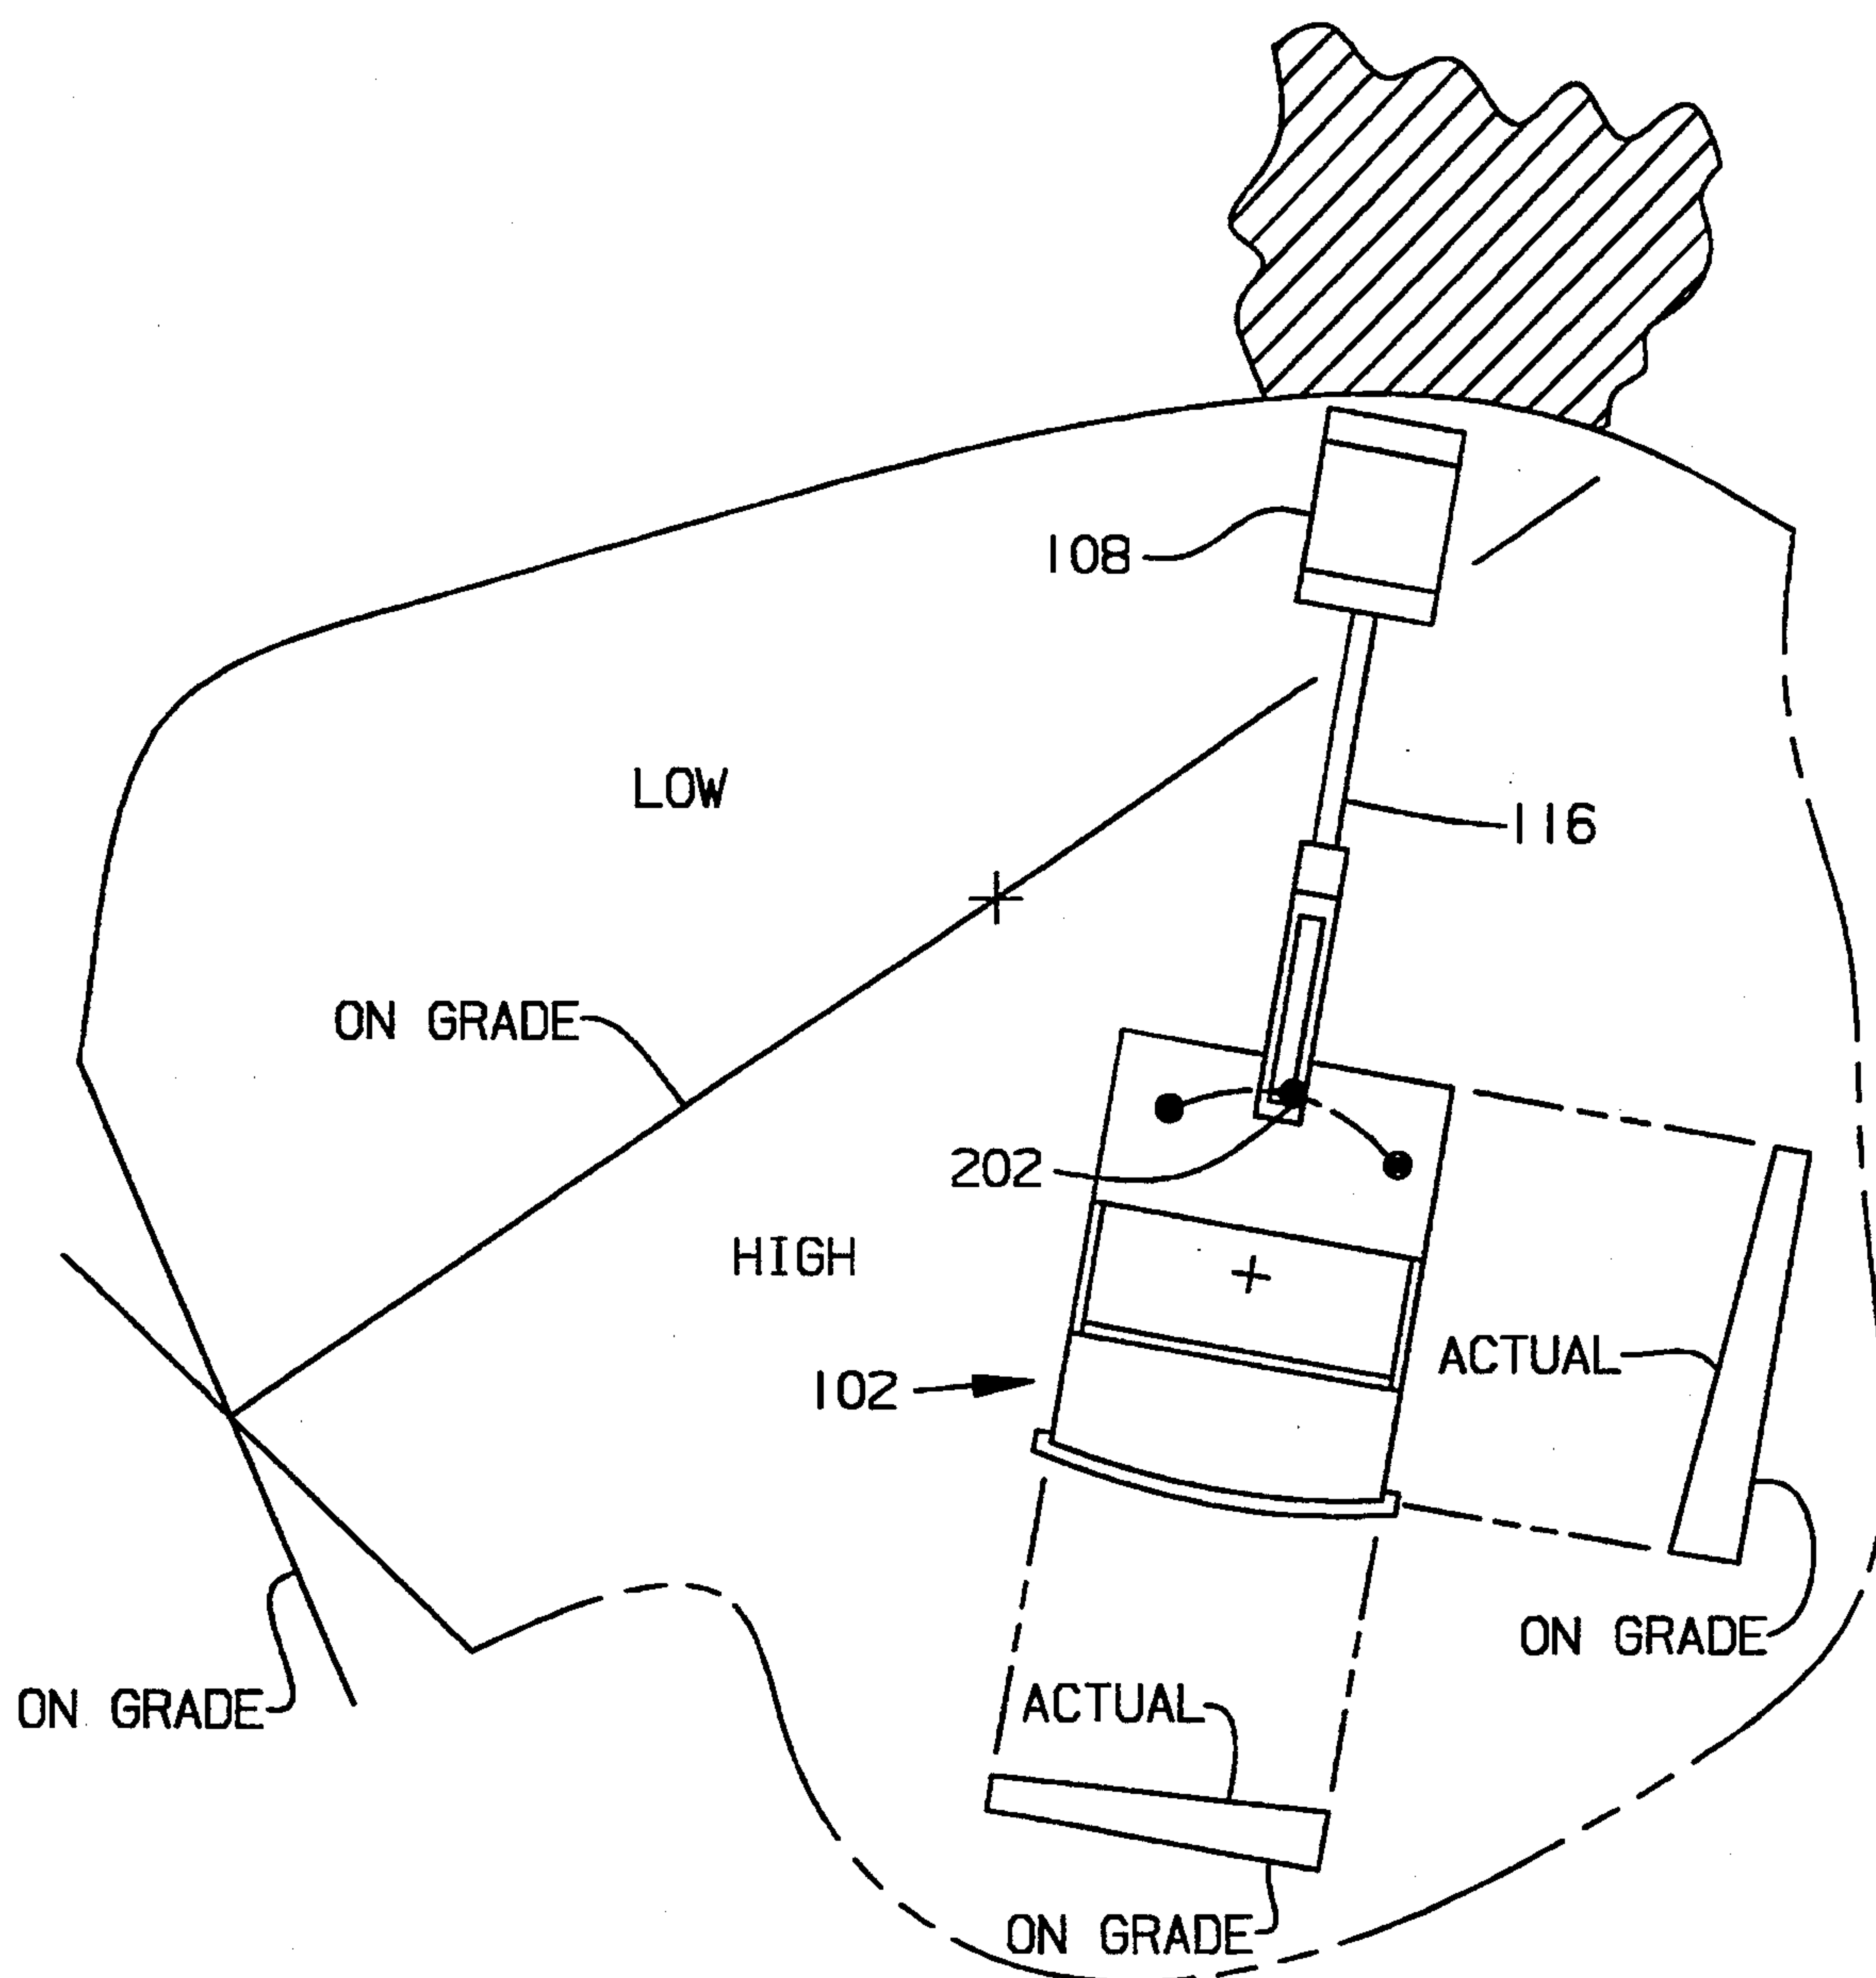 108
LOW
116
ON GRADE
202
HIGH
ACTUAL
102
ON GRADE
ON GRADE
ACTUAL
ON GRADE